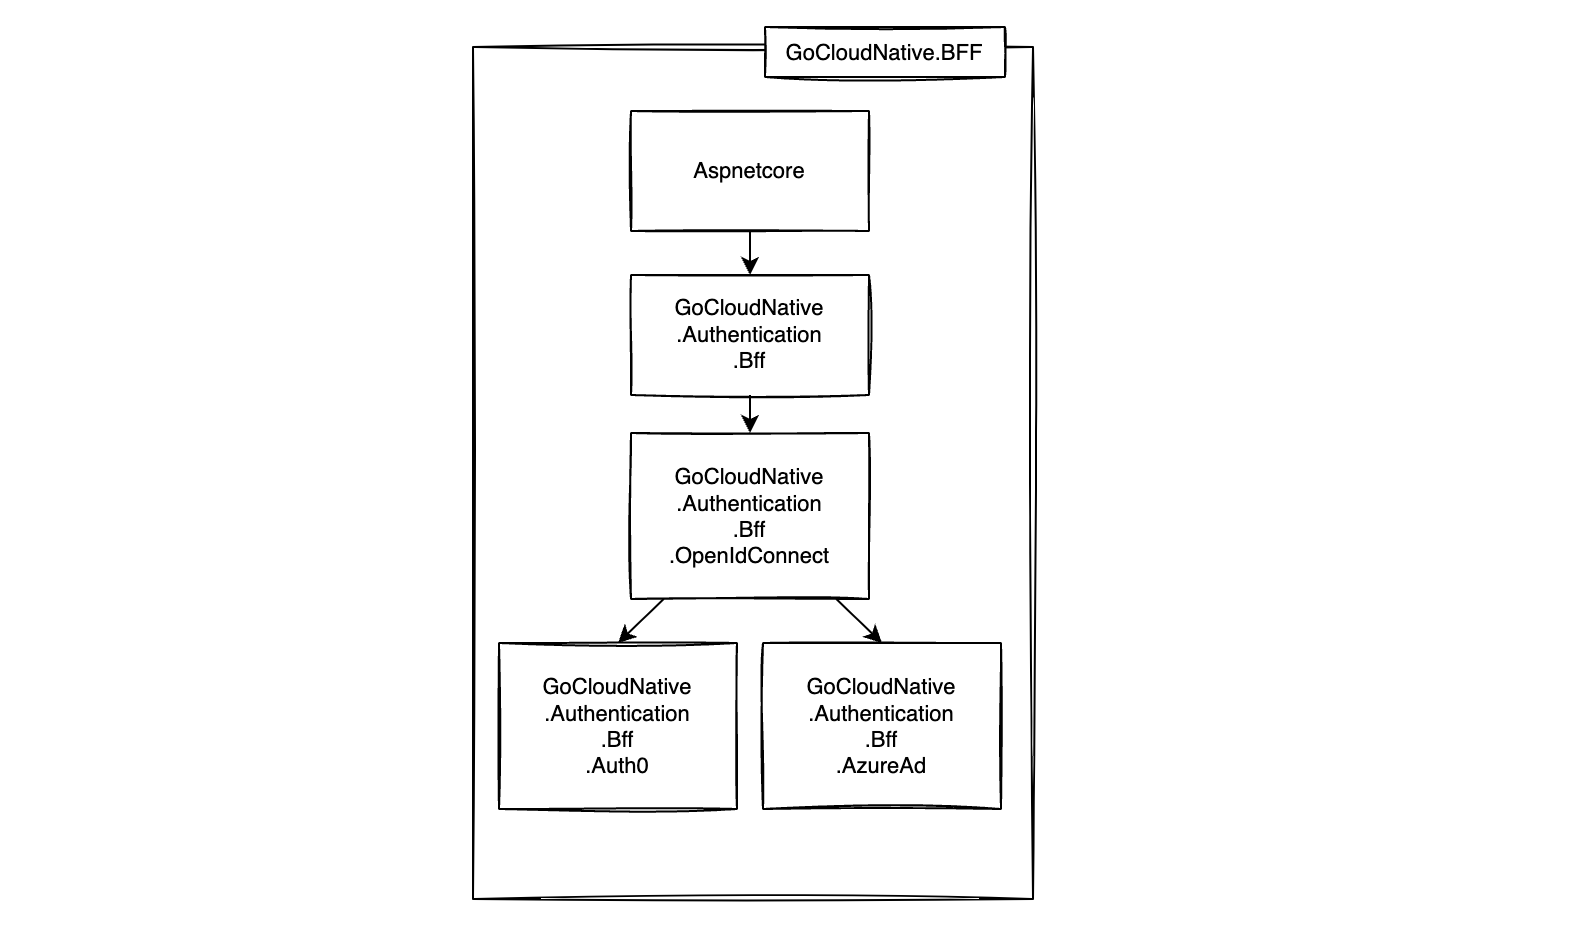 GoCloudNative.BFF
Aspnetcore
GoCloudNative
.Authentication
.Bff
GoCloudNative
.Authentication
.Bff
.OpenIdConnect
GoCloudNative
.Authentication
.Bff
.Auth0
GoCloudNative
.Authentication
.Bff
.AzureAd